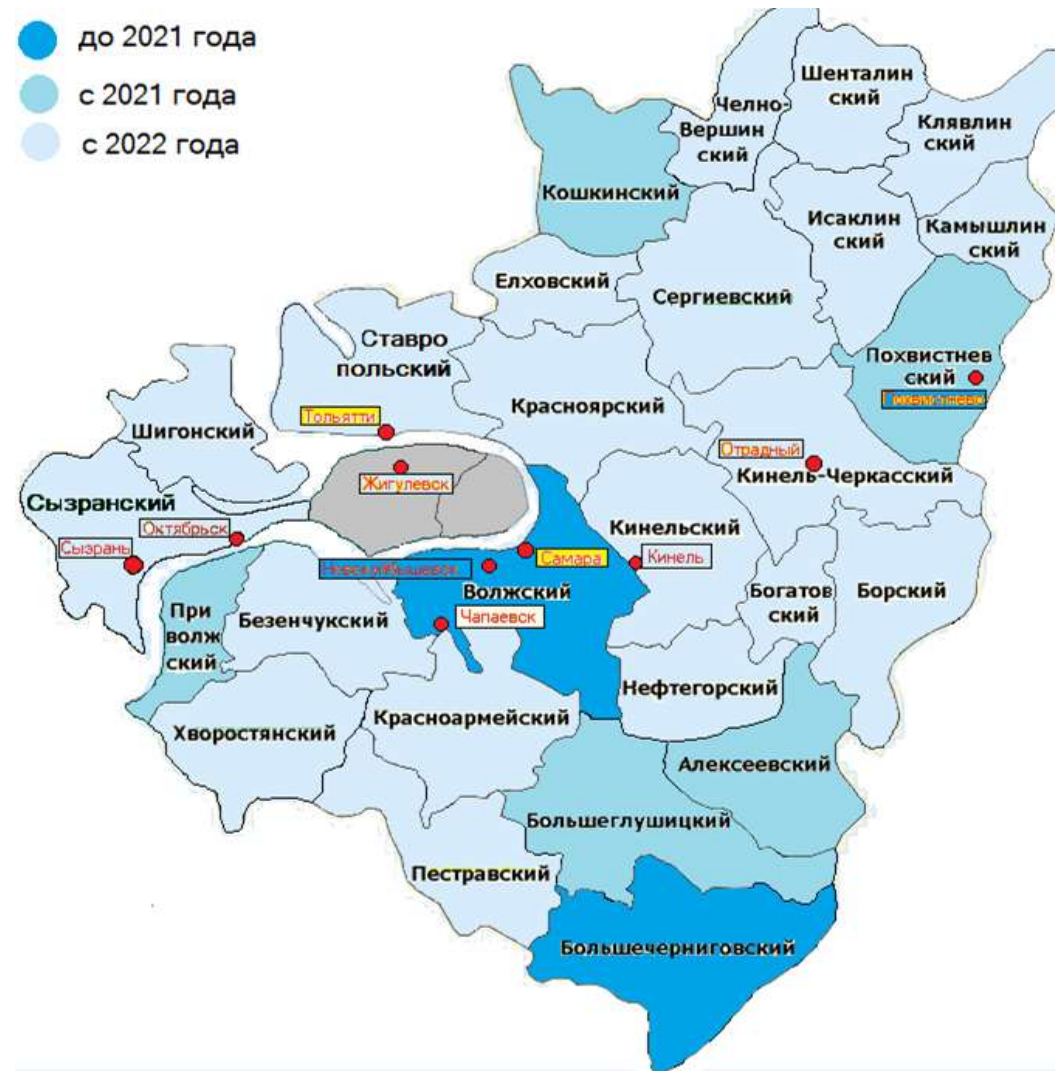 до 2021 года
с 2021 года
с 2022 года
Шенталин
ский
Челно-
Вершин
ский
Клявлин
ский
Кошкинский
Исаклин
ский
Камышлин
ский
Елховский
Сергиевский
Ставро
польский
Похвистнев
ский
Похвистнево
Красноярский
Тольятти
Шигонский
Отрадный
Кинель-Черкасский
Жигулевск
Сызранский
Октябрьск
Кинельский
Сызрань
Самара
Кинель
Новокуйбышевск
Волжский
Богатов
ский
Борский
При
волж
ский
Безенчукский
Чапаевск
Нефтегорский
Красноармейский
Хворостянский
Алексеевский
Большеглушицкий
Пестравский
Большечерниговский